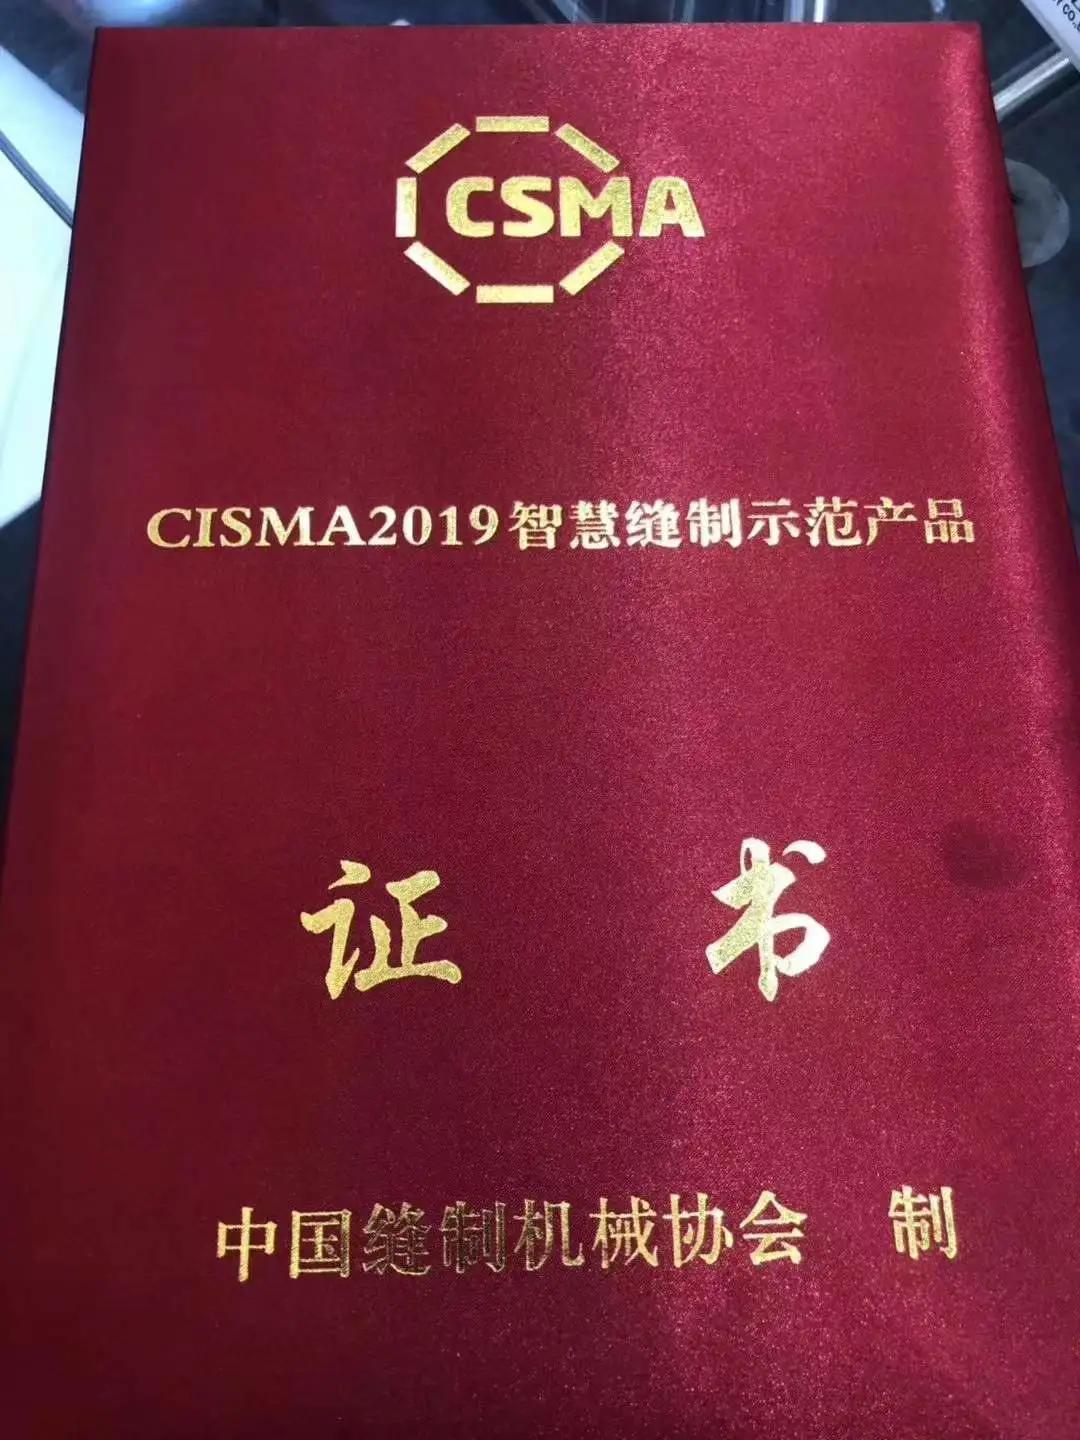 CSMA
CISMA2019智慧缝制示范产品
证 书
中国缝制机械协会 制